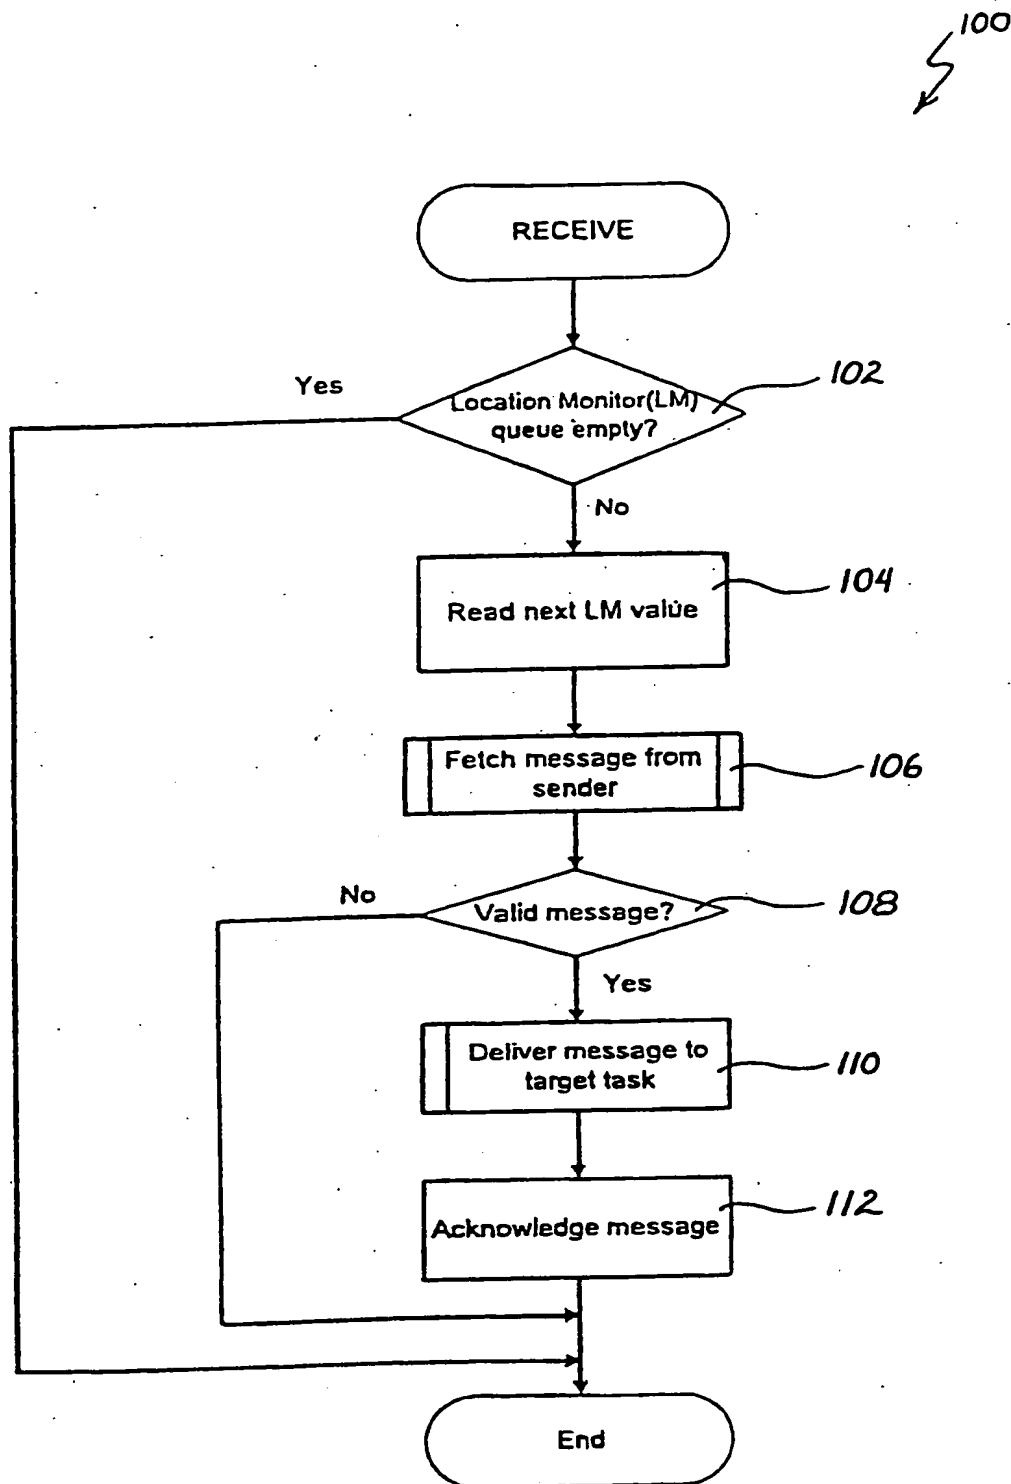 100
RECEIVE
Yes
Location Monitor(LM)
queue empty?
102
No
Read next LM value
104
Fetch message from
sender
106
No
Valid message?
108
Yes
Deliver message to
target task
110
Acknowledge message
112
End